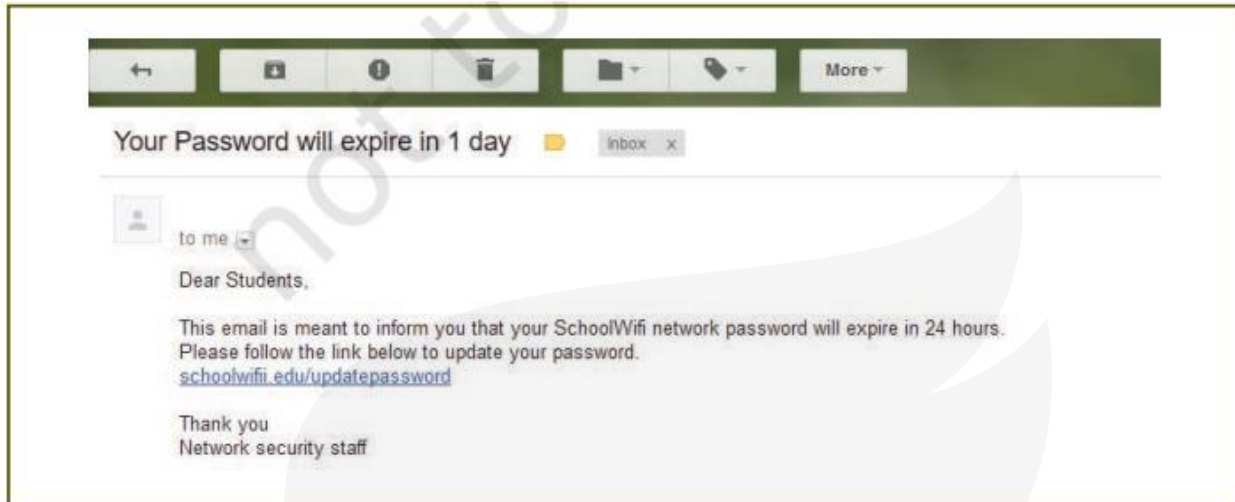 More
Your Password will expire in 1 day
Inbox x
to me
Dear Students,
This email is meant to inform you that your SchoolWifi network password will expire in 24 hours.
Please follow the link below to update your password.
schoolwifii.edu/updatepassword
Thank you
Network security staff
not to